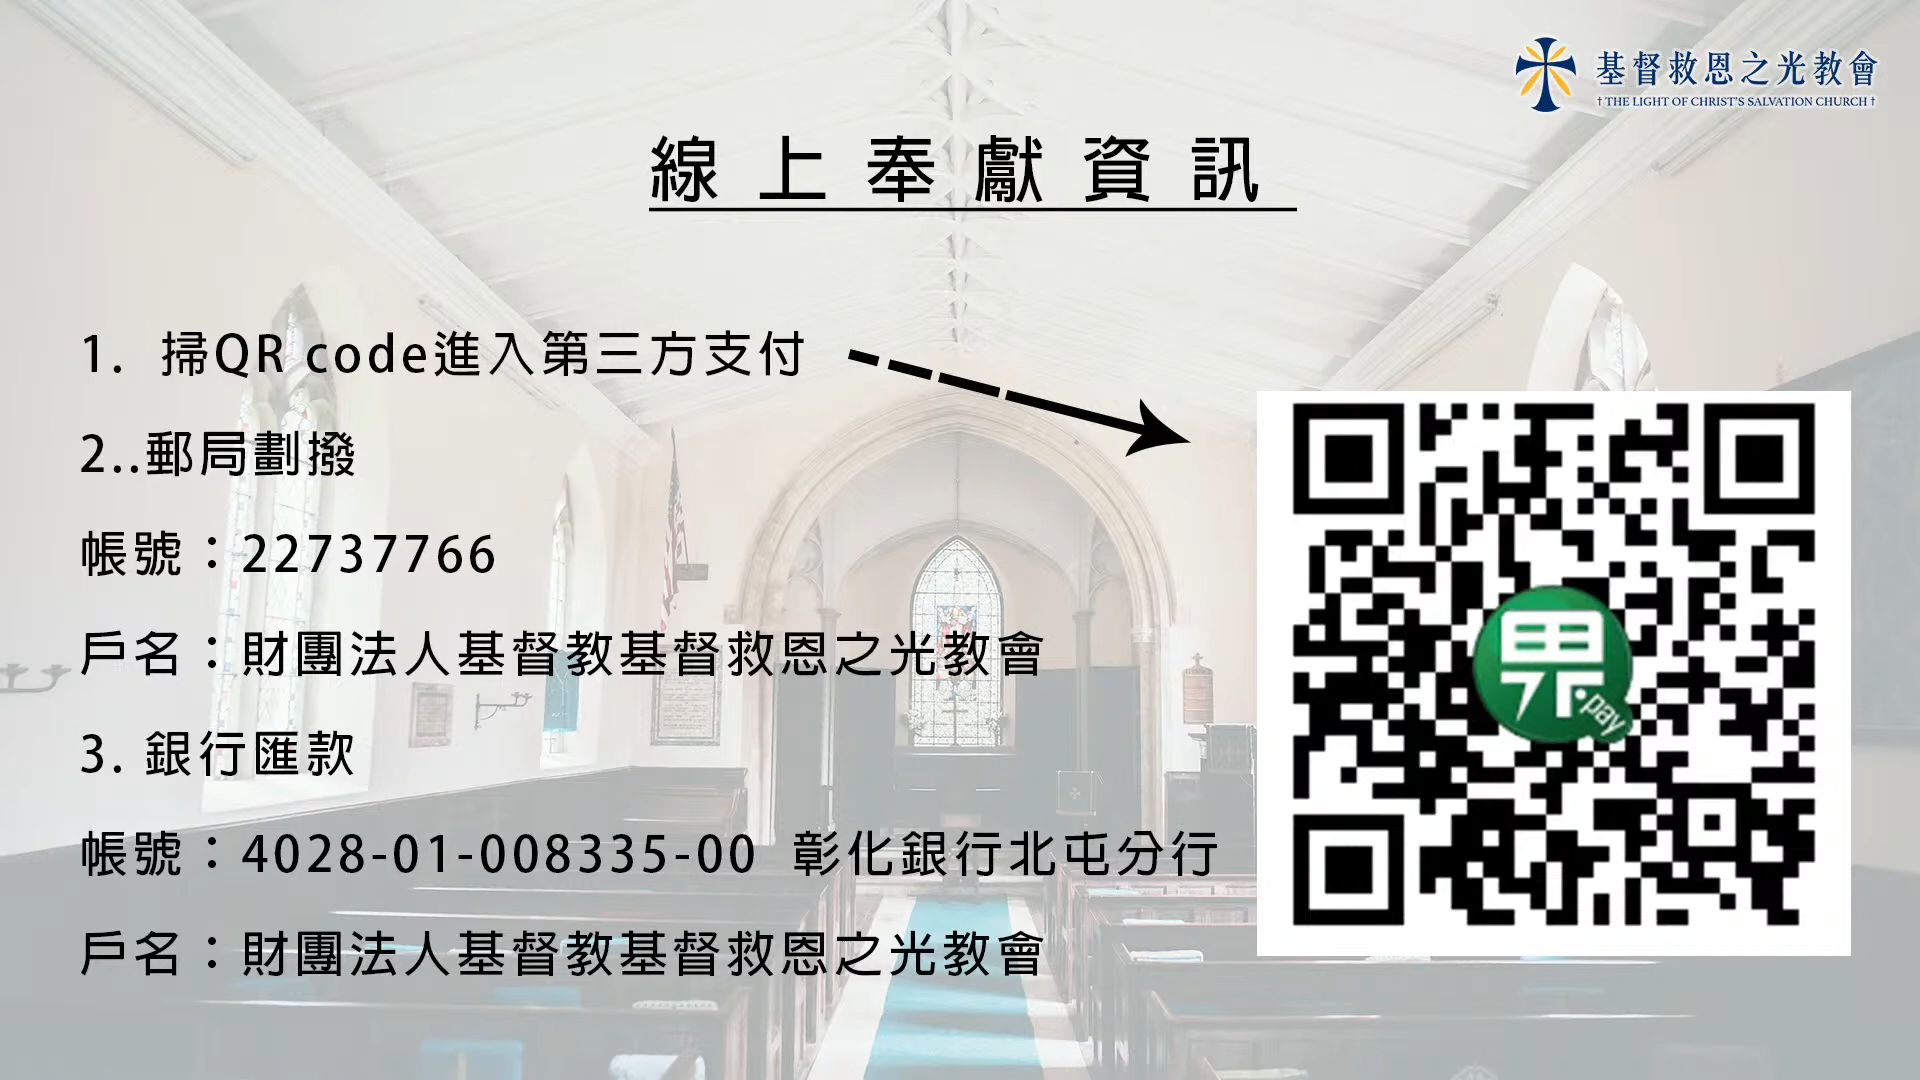 基督救恩之光教會
†THE LIGHT OF CHRIST'S SALVATION CHURCH†
線上奉獻資訊
1. 掃QR code進入第三方支付
2..郵局劃撥
帳號：22737766
戶名：財團法人基督教基督救恩之光教會
3. 銀行匯款
帳號：4028-01-008335-00 彰化銀行北屯分行
戶名：財團法人基督教基督救恩之光教會
界
pay